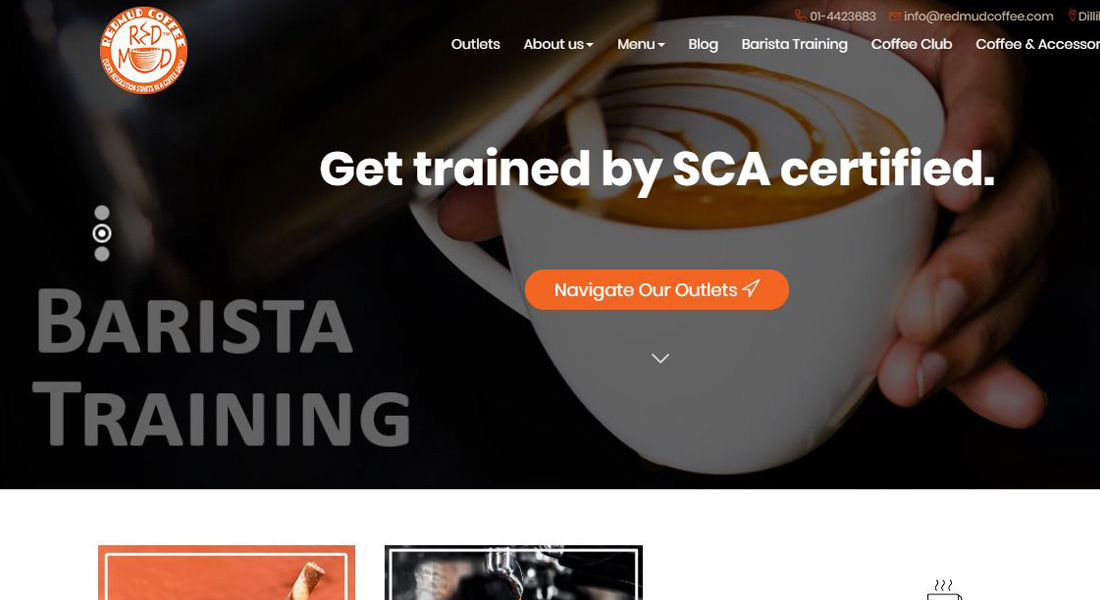 REDMUD COFFEE
RED
MUD
EVERY REVOLUTION STARTS IN A COFFEE SHOP
01-4423683 info@redmudcoffee.com
Outlets About us Menu Blog Barista Training Coffee Club Coffee & Accessor
Get trained by SCA certified.
Navigate Our Outlets
BARISTA
TRAINING